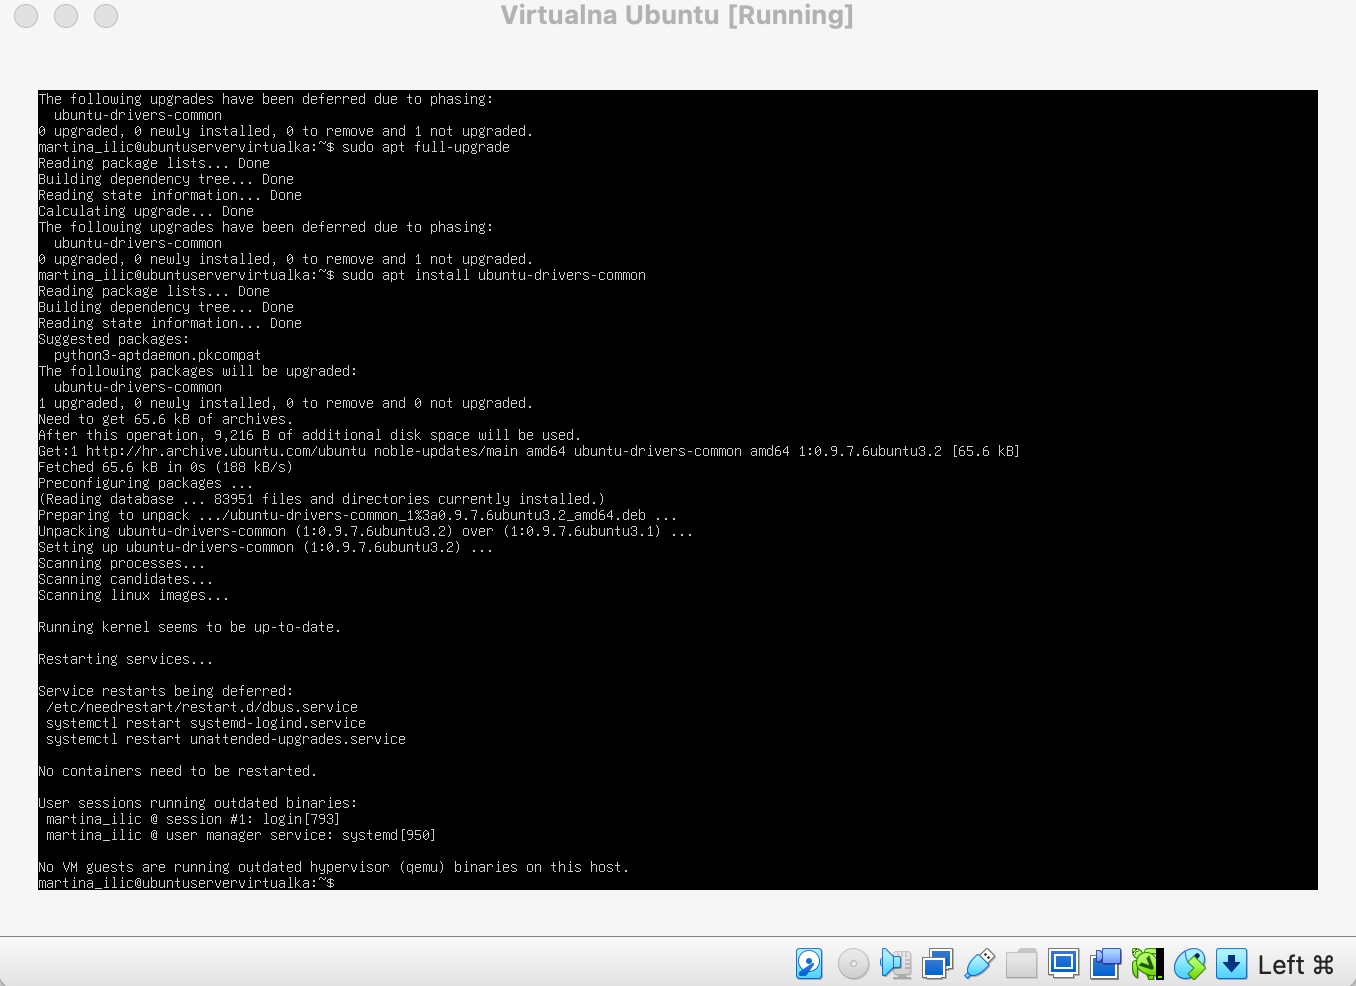 Virtualna Ubuntu [Running]
The following upgrades have been deferred due to phasing:
  ubuntu-drivers-common
0 upgraded, 0 newly installed, 0 to remove and 1 not upgraded.
martina_ilic@ubuntuservervirtualka:~$ sudo apt full-upgrade
Reading package lists... Done
Building dependency tree... Done
Reading state information... Done
Calculating upgrade... Done
The following upgrades have been deferred due to phasing:
  ubuntu-drivers-common
0 upgraded, 0 newly installed, 0 to remove and 1 not upgraded.
martina_ilic@ubuntuservervirtualka:~$ sudo apt install ubuntu-drivers-common
Reading package lists... Done
Building dependency tree... Done
Reading state information... Done
Suggested packages:
  python3-aptdaemon.pkcompat
The following packages will be upgraded:
  ubuntu-drivers-common
1 upgraded, 0 newly installed, 0 to remove and 0 not upgraded.
Need to get 65.6 kB of archives.
After this operation, 9,216 B of additional disk space will be used.
Get:1 http://hr.archive.ubuntu.com/ubuntu noble-updates/main amd64 ubuntu-drivers-common amd64 1:0.9.7.6ubuntu3.2 [65.6 kB]
Fetched 65.6 kB in 0s (188 kB/s)
Preconfiguring packages ...
(Reading database ... 83951 files and directories currently installed.)
Preparing to unpack .../ubuntu-drivers-common_1%3a0.9.7.6ubuntu3.2_amd64.deb ...
Unpacking ubuntu-drivers-common (1:0.9.7.6ubuntu3.2) over (1:0.9.7.6ubuntu3.1) ...
Setting up ubuntu-drivers-common (1:0.9.7.6ubuntu3.2) ...
Scanning processes...
Scanning candidates...
Scanning linux images...
Running kernel seems to be up-to-date.
Restarting services...
Service restarts being deferred:
 /etc/needrestart/restart.d/dbus.service
 systemctl restart systemd-logind.service
 systemctl restart unattended-upgrades.service
No containers need to be restarted.
User sessions running outdated binaries:
 martina_ilic @ session #1: login[793]
 martina_ilic @ user manager service: systemd[950]
No VM guests are running outdated hypervisor (qemu) binaries on this host.
martina_ilic@ubuntuservervirtualka:~$
Left ⌘